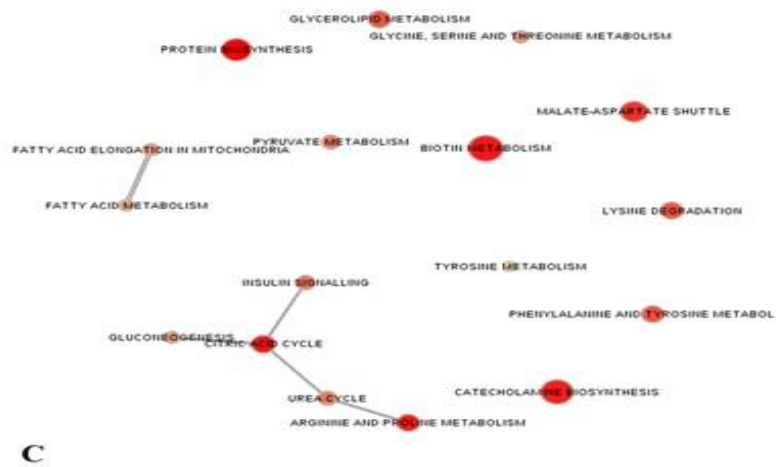 GLYCEROLIPID METABOLISM
GLYCINE, SERINE AND THREONINE METABOLISM
PROTEIN BIOSYNTHESIS
MALATE-ASPARTATE SHUTTLE
PYRUVATE METABOLISM
BIOTIN METABOLISM
FATTY ACID ELONGATION IN MITOCHONDRIA
FATTY ACID METABOLISM
LYSINE DEGRADATION
TYROSINE METABOLISM
INSULIN SIGNALLING
PHENYLALANINE AND TYROSINE METABOL
GLUCONEOGENESIS
CITRIC ACID CYCLE
CATECHOLAMINE BIOSYNTHESIS
UREA CYCLE
ARGININE AND PROLINE METABOLISM
C